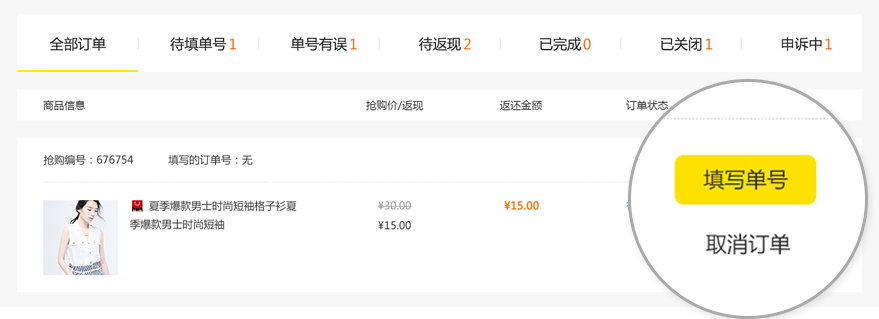 全部订单 待填单号1 单号有误1 待返现2 已完成0 已关闭1 申诉中1
商品信息 抢购价/返现 返还金额 订单状态
抢购编号：676754 填写的订单号：无
填写单号
夏季爆款男士时尚短袖格子衫夏 ¥30.00 ¥15.00
季爆款男士时尚短袖 ¥15.00
取消订单